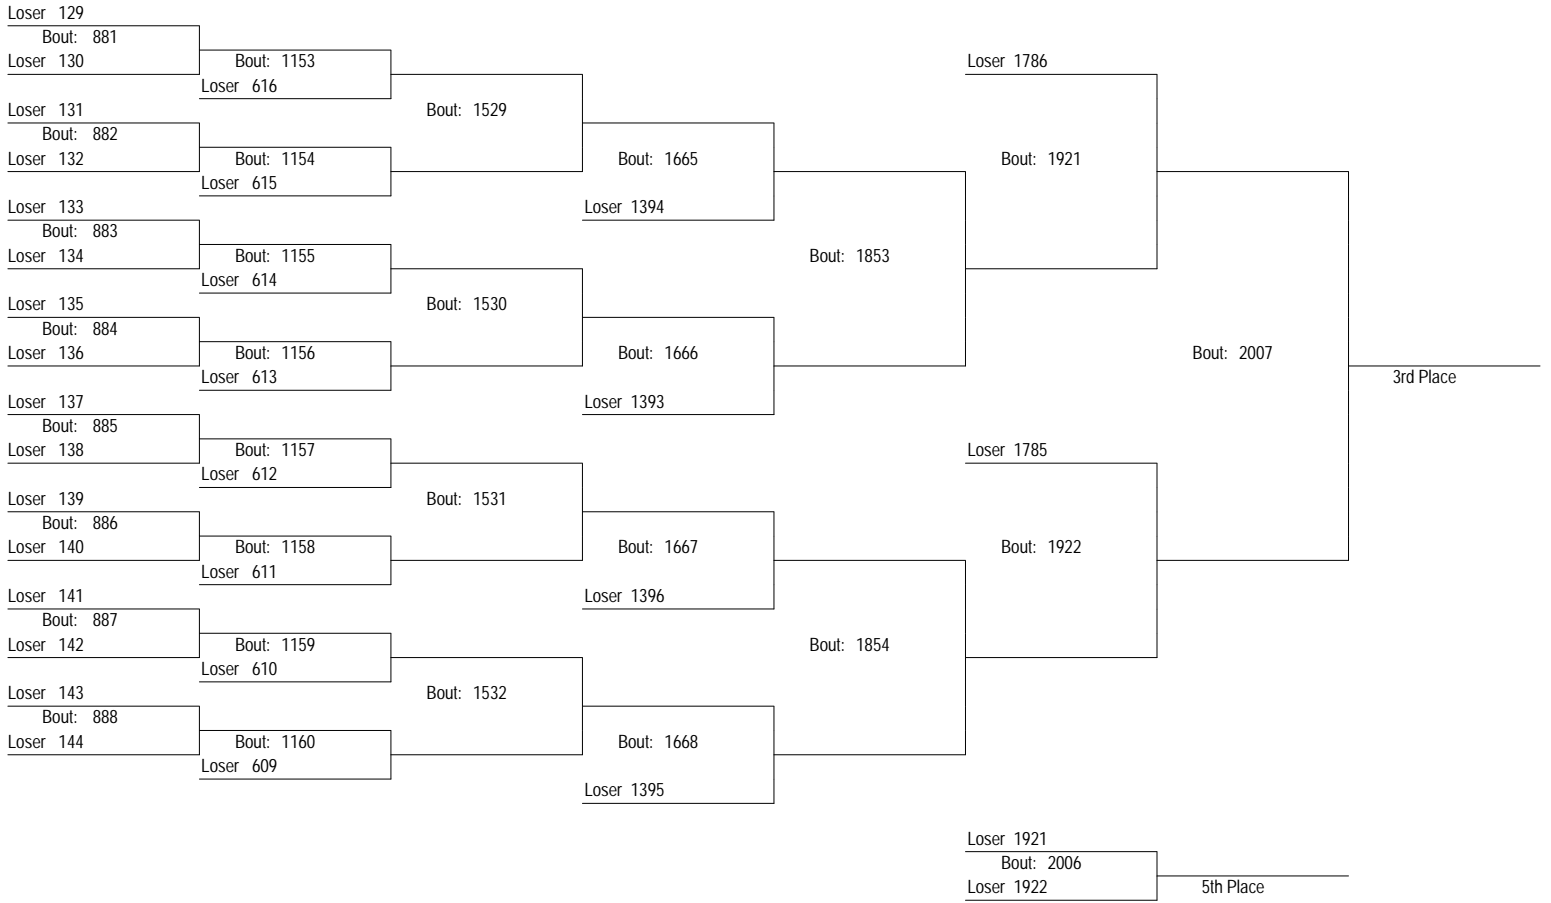 Loser 129
Bout: 881
Loser 130
Bout: 1153
Loser 1786
Loser 616
Loser 131
Bout: 1529
Bout: 882
Loser 132
Bout: 1154
Bout: 1665
Bout: 1921
Loser 615
Loser 133
Loser 1394
Bout: 883
Loser 134
Bout: 1155
Bout: 1853
Loser 614
Loser 135
Bout: 1530
Bout: 884
Loser 136
Bout: 1156
Bout: 1666
Bout: 2007
Loser 613
3rd Place
Loser 137
Loser 1393
Bout: 885
Loser 138
Bout: 1157
Loser 1785
Loser 612
Loser 139
Bout: 1531
Bout: 886
Loser 140
Bout: 1158
Bout: 1667
Bout: 1922
Loser 611
Loser 141
Loser 1396
Bout: 887
Loser 142
Bout: 1159
Bout: 1854
Loser 610
Loser 143
Bout: 1532
Bout: 888
Loser 144
Bout: 1160
Bout: 1668
Loser 609
Loser 1395
Loser 1921
Bout: 2006
Loser 1922
5th Place